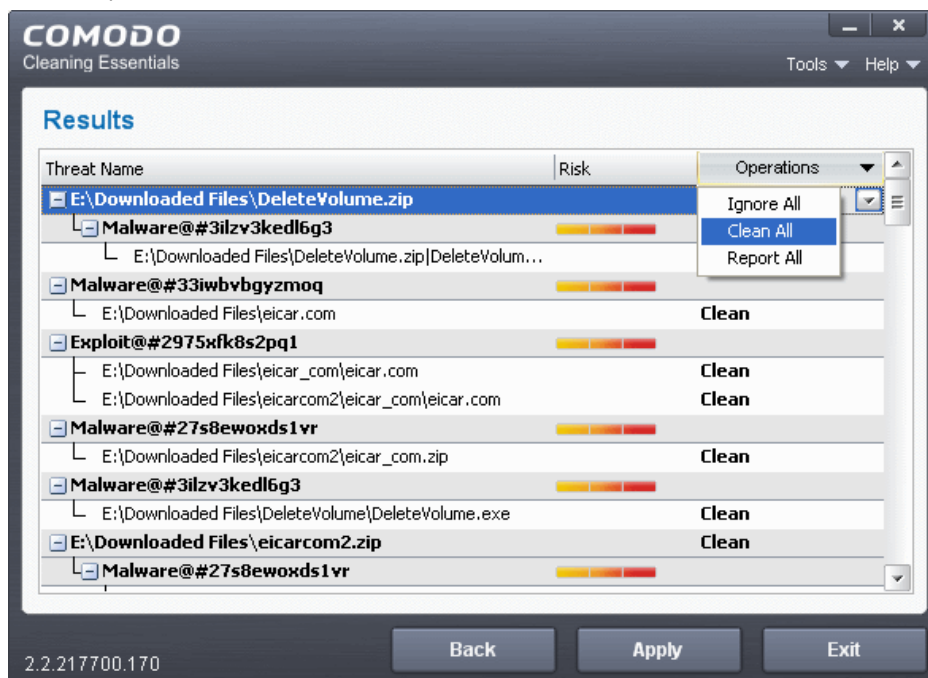 COMODO
Cleaning Essentials
Tools Help
Results
Threat Name Risk Operations
E:\Downloaded Files\DeleteVolume.zip
Ignore All
Malware@#3ilzv3kedl6g3
Clean All
E:\Downloaded Files\DeleteVolume.zip|DeleteVolum...
Report All
Malware@#33iwbvbgyzmoq
E:\Downloaded Files\eicar.com Clean
Exploit@#2975xfk8s2pq1
E:\Downloaded Files\eicar_com\eicar.com Clean
E:\Downloaded Files\eicarcom2\eicar_com\eicar.com Clean
Malware@#27s8ewoxds1vr
E:\Downloaded Files\eicarcom2\eicar_com.zip Clean
Malware@#3ilzv3kedl6g3
E:\Downloaded Files\DeleteVolume\DeleteVolume.exe Clean
E:\Downloaded Files\eicarcom2.zip Clean
Malware@#27s8ewoxds1vr
Back Apply Exit
2.2.217700.170